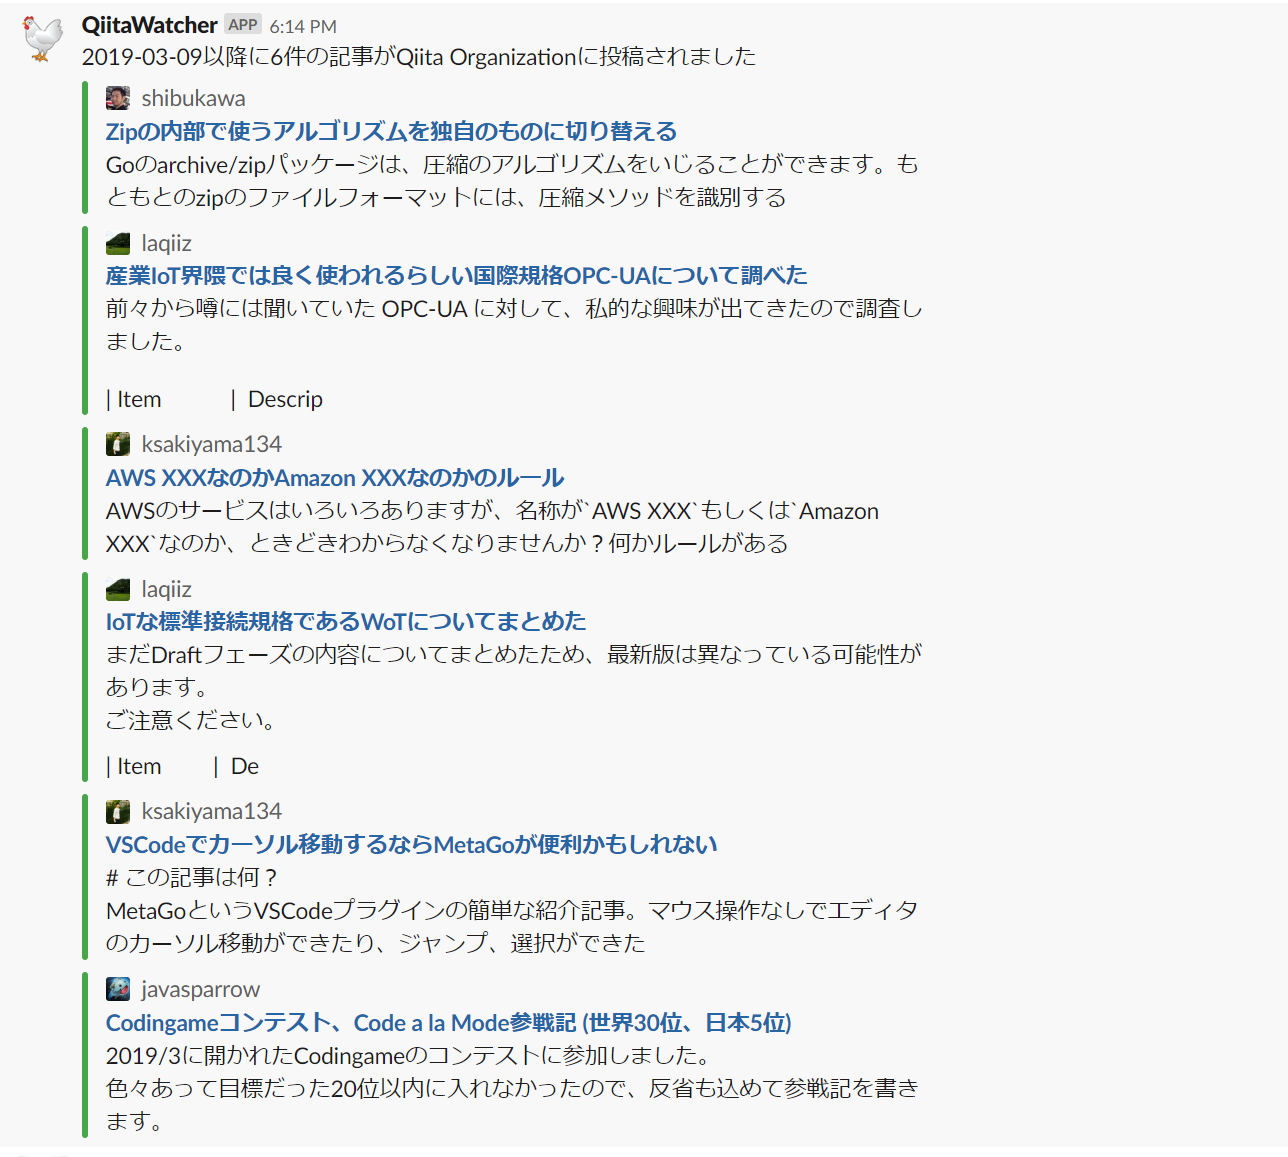 QiitaWatcher APP 6:14 PM
2019-03-09以降に6件の記事がQiita Organizationに投稿されました
shibukawa
Zipの内部で使うアルゴリズムを独自のものに切り替える
Goのarchive/zipパッケージは、圧縮のアルゴリズムをいじることができます。も
ともとのzipのファイルフォーマットには、圧縮メソッドを識別する
laqiiz
産業IoT界隈では良く使われるらしい国際規格OPC-UAについて調べた
前々から噂には聞いていた OPC-UA に対して、私的な興味が出てきたので調査し
ました。
| Item | Descrip
ksakiyama134
AWS XXXなのかAmazon XXXなのかのルール
AWSのサービスはいろいろありますが、名称が`AWS XXX`もしくは`Amazon
XXX`なのか、ときどきわからなくなりませんか？何かルールがある
laqiiz
IoTな標準接続規格であるWoTについてまとめた
まだDraftフェーズの内容についてまとめたため、最新版は異なっている可能性が
あります。
ご注意ください。
| Item | De
ksakiyama134
VSCodeでカーソル移動するならMetaGoが便利かもしれない
# この記事は何？
MetaGoというVSCodeプラグインの簡単な紹介記事。マウス操作なしでエディタ
のカーソル移動ができたり、ジャンプ、選択ができた
javasparrow
Codingameコンテスト、Code a la Mode参戦記 (世界30位、日本5位)
2019/3に開かれたCodingameのコンテストに参加しました。
色々あって目標だった20位以内に入れなかったので、反省も込めて参戦記を書き
ます。